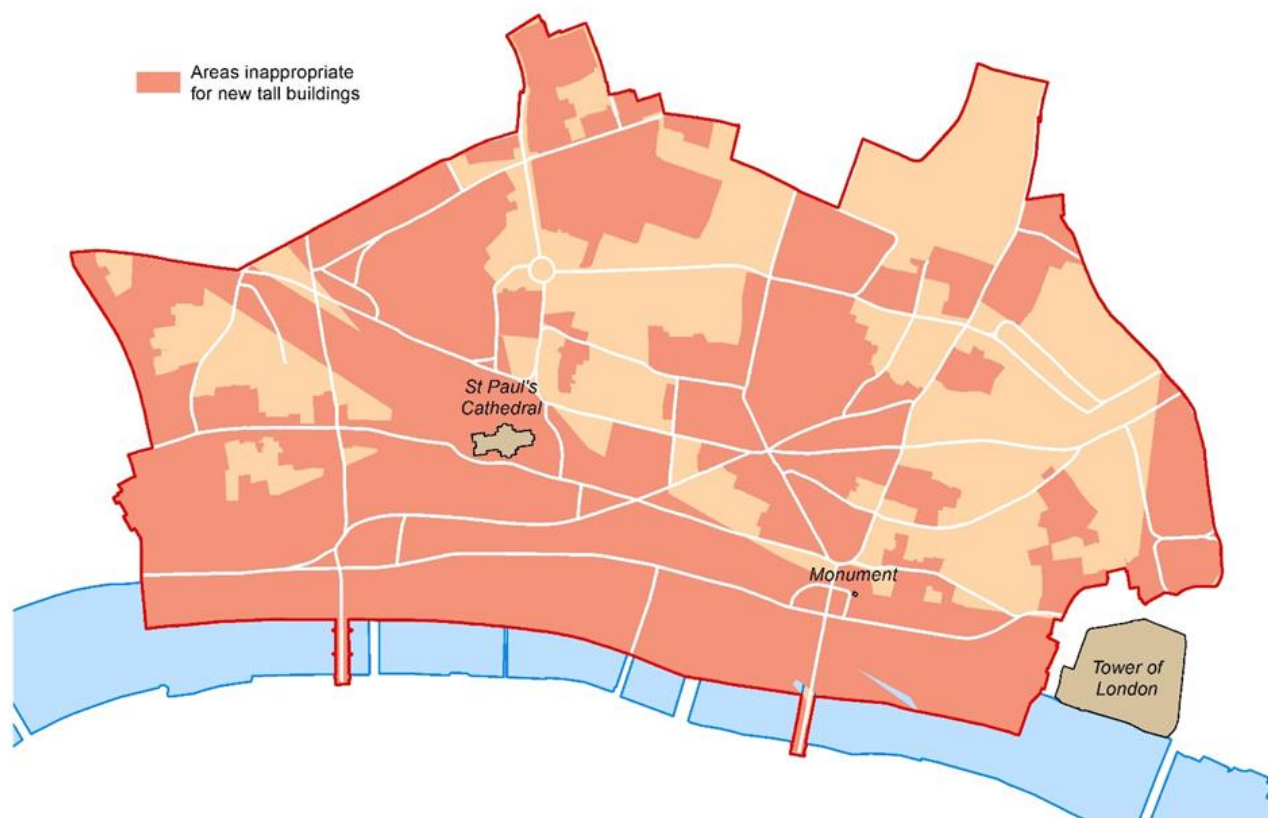 Areas inappropriate
for new tall buildings
St Paul's
Cathedral
Monument
Tower of
London